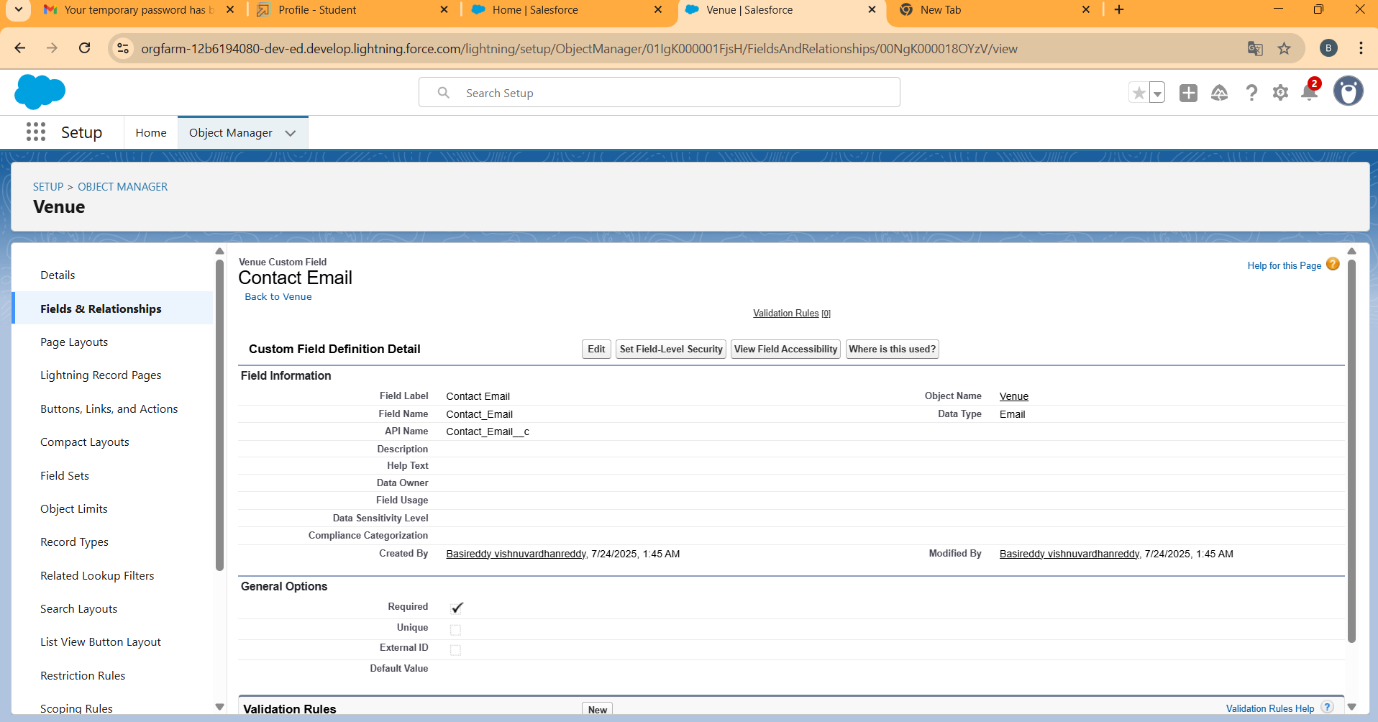 Your temporary password has b
Profile - Student
Home | Salesforce
Venue | Salesforce
New Tab
orgfarm-12b6194080-dev-ed.develop.lightning.force.com/lightning/setup/ObjectManager/01IgK000001FjsH/FieldsAndRelationships/00NgK000018OYzV/view
B
Search Setup
2
Setup
Home
Object Manager
SETUP > OBJECT MANAGER
Venue
Details
Fields & Relationships
Page Layouts
Lightning Record Pages
Buttons, Links, and Actions
Compact Layouts
Field Sets
Object Limits
Record Types
Related Lookup Filters
Search Layouts
List View Button Layout
Restriction Rules
Scoping Rules
Venue Custom Field
Contact Email
Back to Venue
Help for this Page ?
Validation Rules [0]
Custom Field Definition Detail
Edit Set Field-Level Security View Field Accessibility Where is this used?
Field Information
Field Label Contact Email Object Name Venue
Field Name Contact_Email Data Type Email
API Name Contact_Email__c
Description
Help Text
Data Owner
Field Usage
Data Sensitivity Level
Compliance Categorization
Created By Basireddy vishnuvardhanreddy, 7/24/2025, 1:45 AM Modified By Basireddy vishnuvardhanreddy, 7/24/2025, 1:45 AM
General Options
Required
Unique
External ID
Default Value
Validation Rules New Validation Rules Help ?